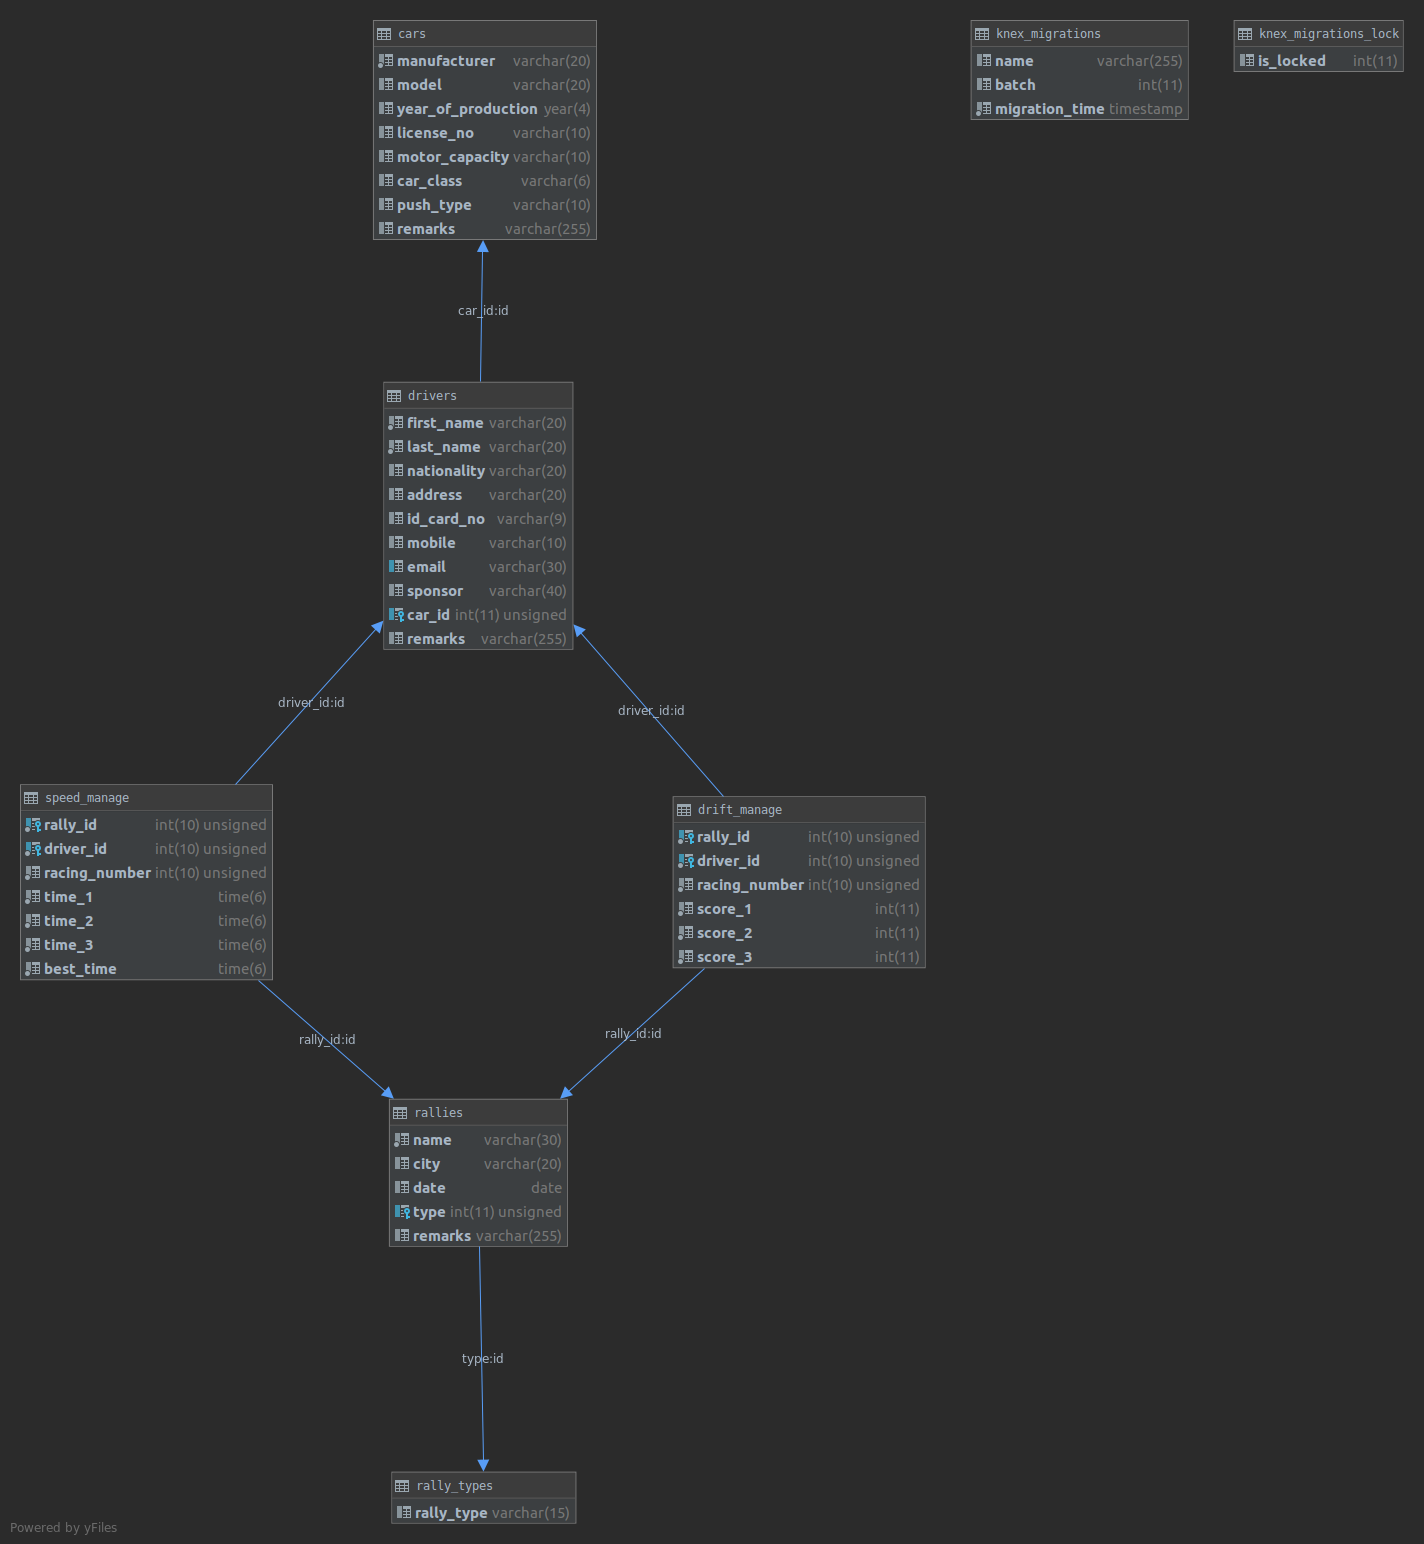 cars
manufacturer varchar(20)
model varchar(20)
year_of_production year(4)
license_no varchar(10)
motor_capacity varchar(10)
car_class varchar(6)
push_type varchar(10)
remarks varchar(255)
knex_migrations
name varchar(255)
batch int(11)
migration_time timestamp
knex_migrations_lock
is_locked int(11)
car_id:id
drivers
first_name varchar(20)
last_name varchar(20)
nationality varchar(20)
address varchar(20)
id_card_no varchar(9)
mobile varchar(10)
email varchar(30)
sponsor varchar(40)
car_id int(11) unsigned
remarks varchar(255)
driver_id:id
driver_id:id
speed_manage
rally_id int(10) unsigned
driver_id int(10) unsigned
racing_number int(10) unsigned
time_1 time(6)
time_2 time(6)
time_3 time(6)
best_time time(6)
drift_manage
rally_id int(10) unsigned
driver_id int(10) unsigned
racing_number int(10) unsigned
score_1 int(11)
score_2 int(11)
score_3 int(11)
rally_id:id
rally_id:id
rallies
name varchar(30)
city varchar(20)
date date
type int(11) unsigned
remarks varchar(255)
type:id
rally_types
rally_type varchar(15)
Powered by yFiles